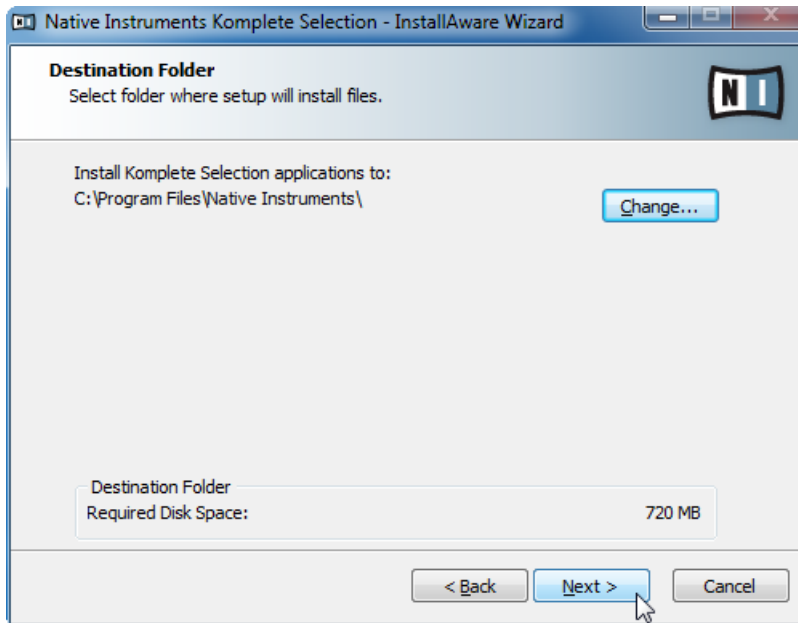 Native Instruments Komplete Selection - InstallAware Wizard
Destination Folder
Select folder where setup will install files.
NI
Install Komplete Selection applications to:
C:\Program Files\Native Instruments\
Change...
Destination Folder
Required Disk Space: 720 MB
< Back Next > Cancel